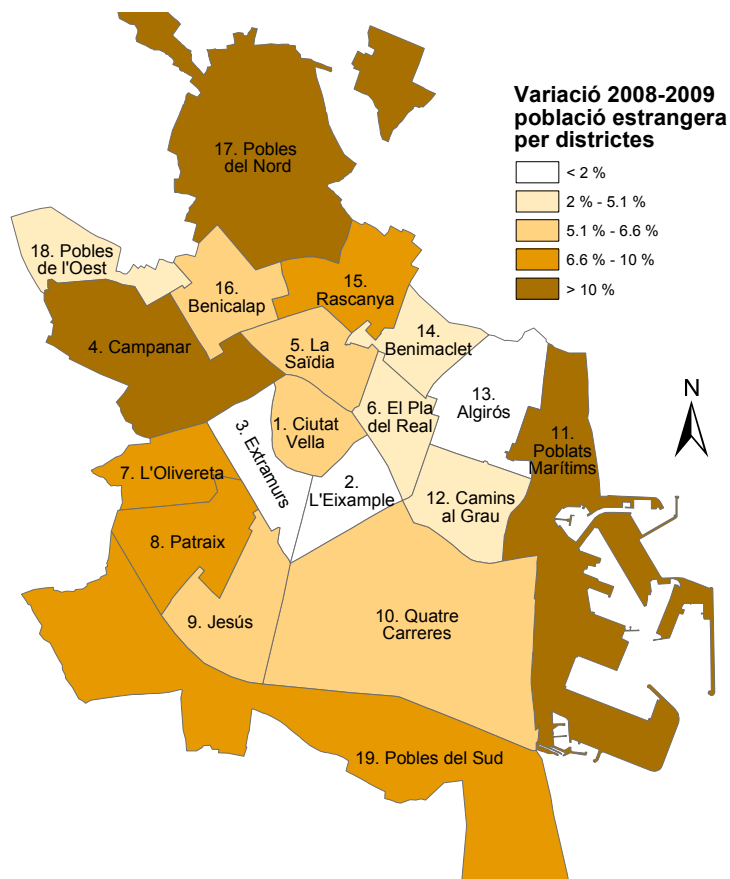 Variació 2008-2009
població estrangera
per districtes
< 2 %
2 % - 5.1 %
5.1 % - 6.6 %
6.6 % - 10 %
> 10 %
17. Pobles
del Nord
18. Pobles
de l'Oest
16.
Benicalap
15.
Rascanya
4. Campanar
5. La
Saïdia
14.
Benimaclet
13.
Algirós
6. El Pla
del Real
N
1. Ciutat
Vella
3. Extramurs
11.
Poblats
Marítims
7. L'Olivereta
2.
L'Eixample
12. Camins
al Grau
8. Patraix
9. Jesús
10. Quatre
Carreres
19. Pobles del Sud